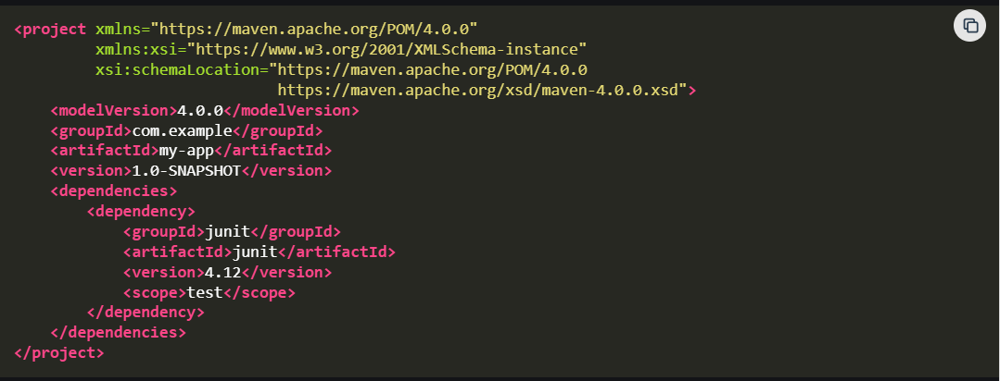 <project xmlns="https://maven.apache.org/POM/4.0.0"
         xmlns:xsi="https://www.w3.org/2001/XMLSchema-instance"
         xsi:schemaLocation="https://maven.apache.org/POM/4.0.0
                             https://maven.apache.org/xsd/maven-4.0.0.xsd">
    <modelVersion>4.0.0</modelVersion>
    <groupId>com.example</groupId>
    <artifactId>my-app</artifactId>
    <version>1.0-SNAPSHOT</version>
    <dependencies>
        <dependency>
            <groupId>junit</groupId>
            <artifactId>junit</artifactId>
            <version>4.12</version>
            <scope>test</scope>
        </dependency>
    </dependencies>
</project>